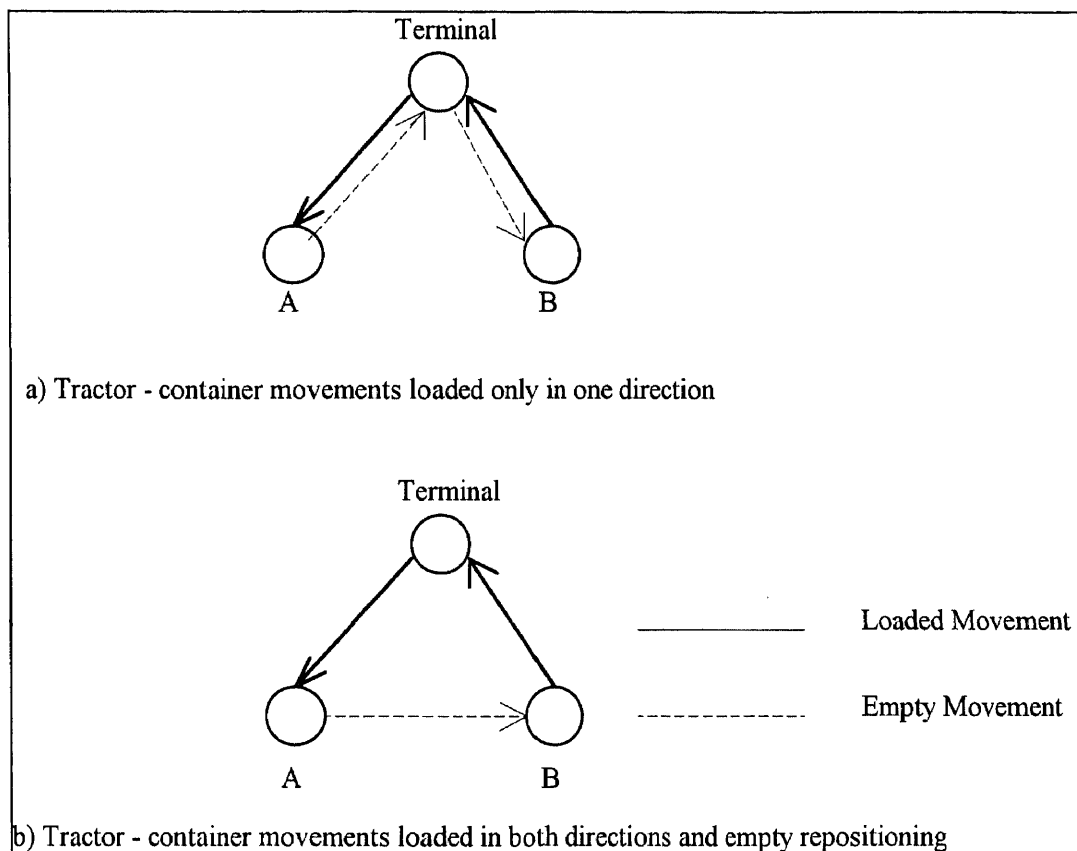 Terminal
A
B
a) Tractor - container movements loaded only in one direction
Terminal
Loaded Movement
Empty Movement
A
B
b) Tractor - container movements loaded in both directions and empty repositioning